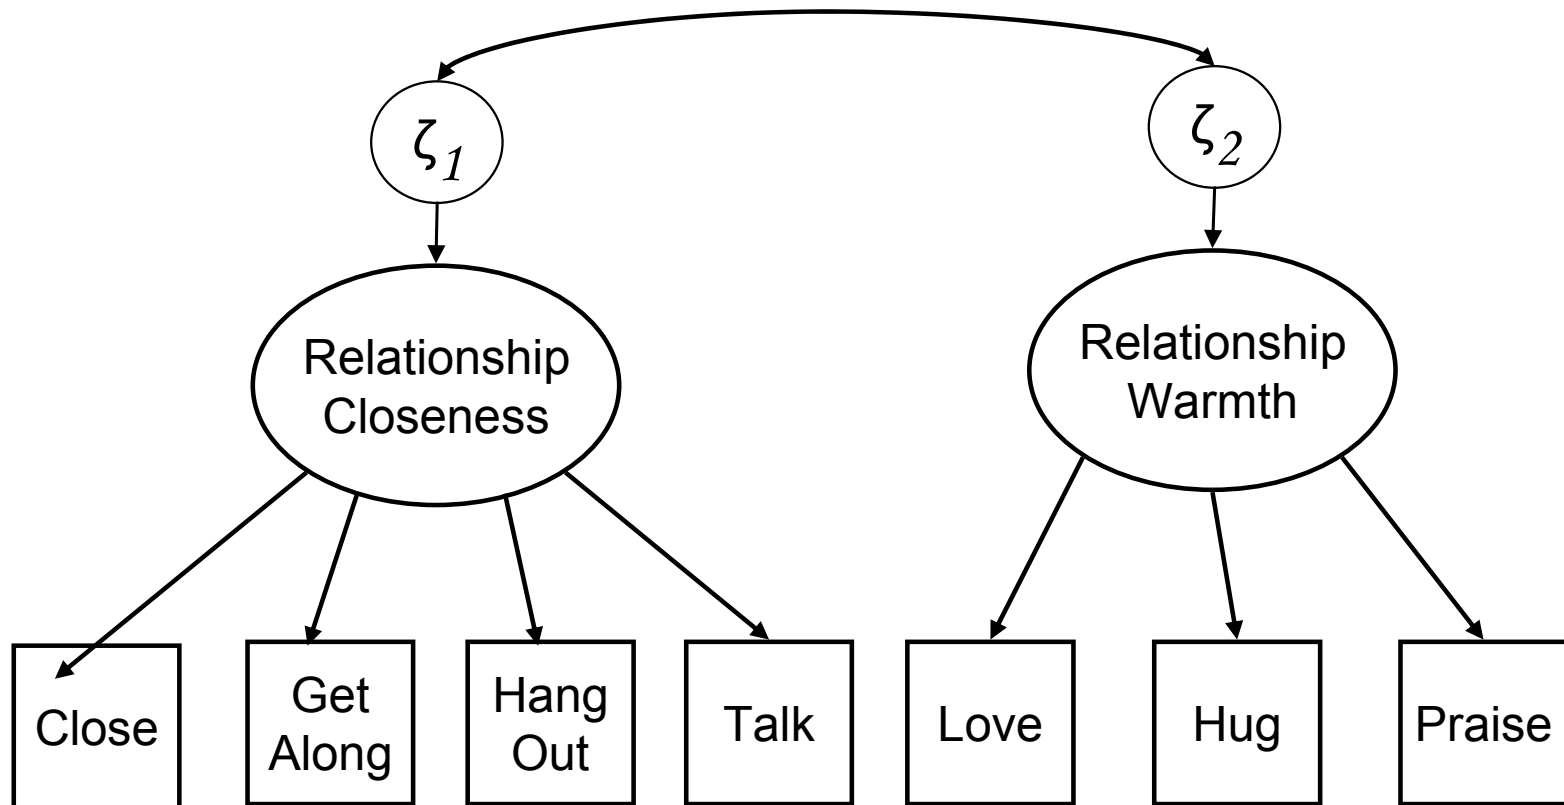 ζ1
ζ2
Relationship
Closeness
Relationship
Warmth
Close
Get
Along
Hang
Out
Talk
Love
Hug
Praise